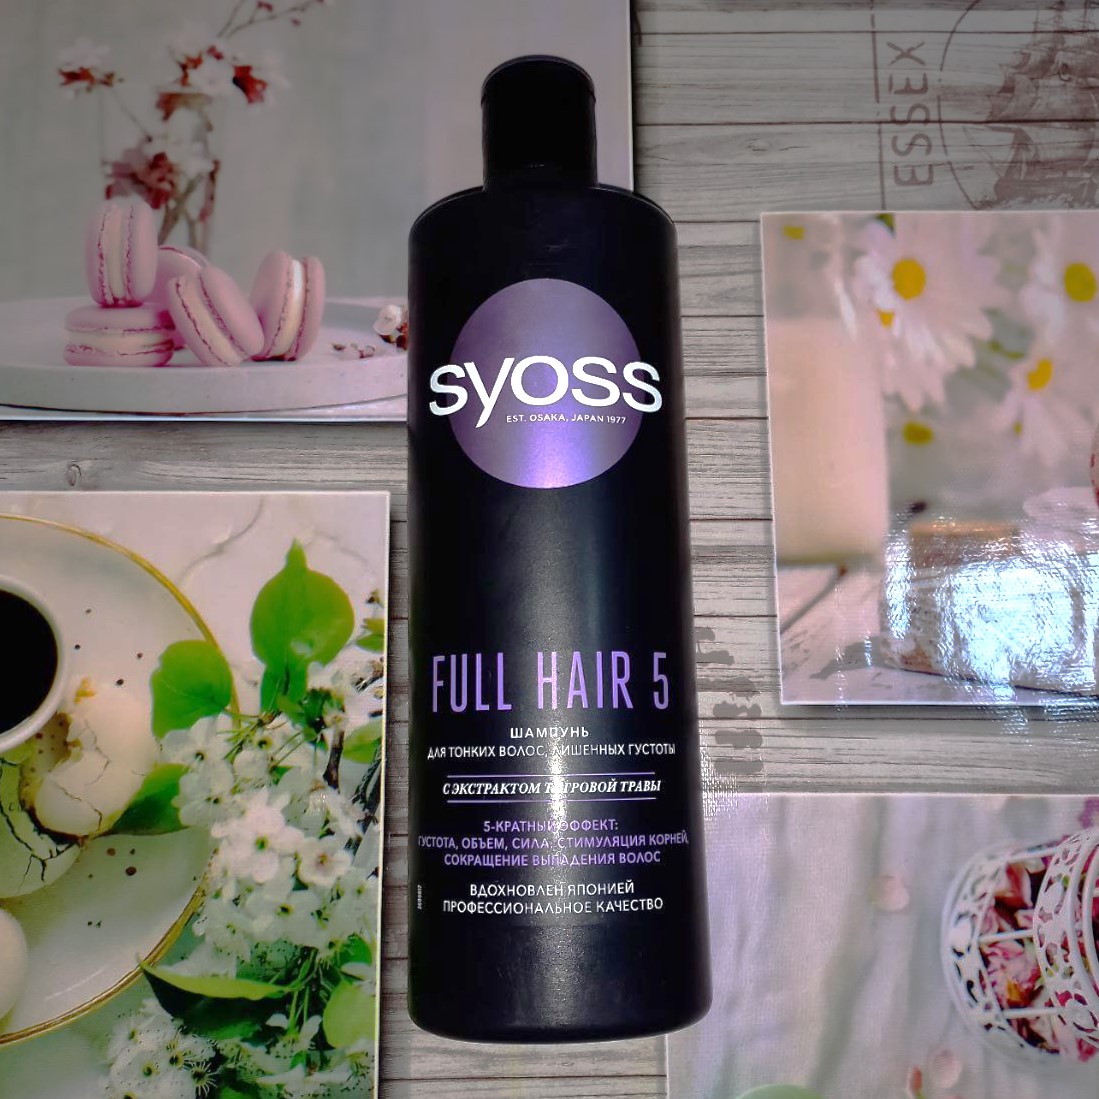 ESSEX
syoss
EST. OSAKA, JAPAN 1977
FULL HAIR 5
ШАМПУНЬ
ДЛЯ ТОНКИХ ВОЛОС, ЛИШЕННЫХ ГУСТОТЫ
С ЭКСТРАКТОМ ТИГРОВОЙ ТРАВЫ
5-КРАТНЫЙ ЭФФЕКТ:
ГУСТОТА, ОБЪЕМ, СИЛА, СТИМУЛЯЦИЯ КОРНЕЙ,
СОКРАЩЕНИЕ ВЫПАДЕНИЯ ВОЛОС
ВДОХНОВЛЕН ЯПОНИЕЙ
ПРОФЕССИОНАЛЬНОЕ КАЧЕСТВО